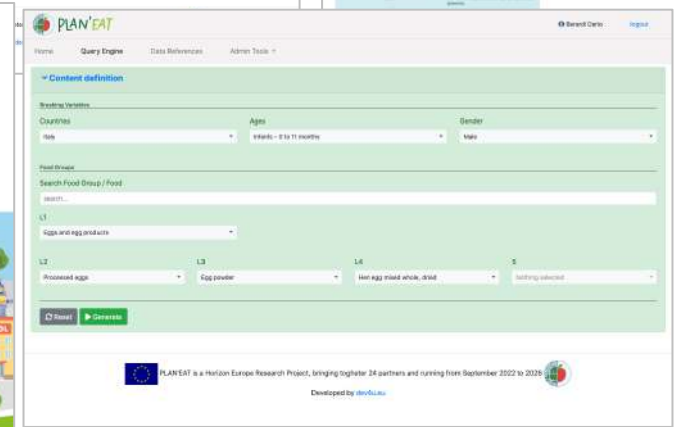 PLAN'EAT
Berardi Dario
logout
Home Query Engine Data References Admin Tools
Content definition
Breaking Variables
Countries Ages Gender
Italy Infants - 0 to 11 months Male
Food Groups
Search Food Group / Food
search...
L1
Eggs and egg products
L2 L3 L4 5
Processed eggs Egg powder Hen egg mixed whole, dried Nothing selected
Reset Generate
PLAN'EAT is a Horizon Europe Research Project, bringing togheter 24 partners and running from September 2022 to 2026
Developed by dev4u.eu